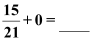 15/21 + 0 = ____